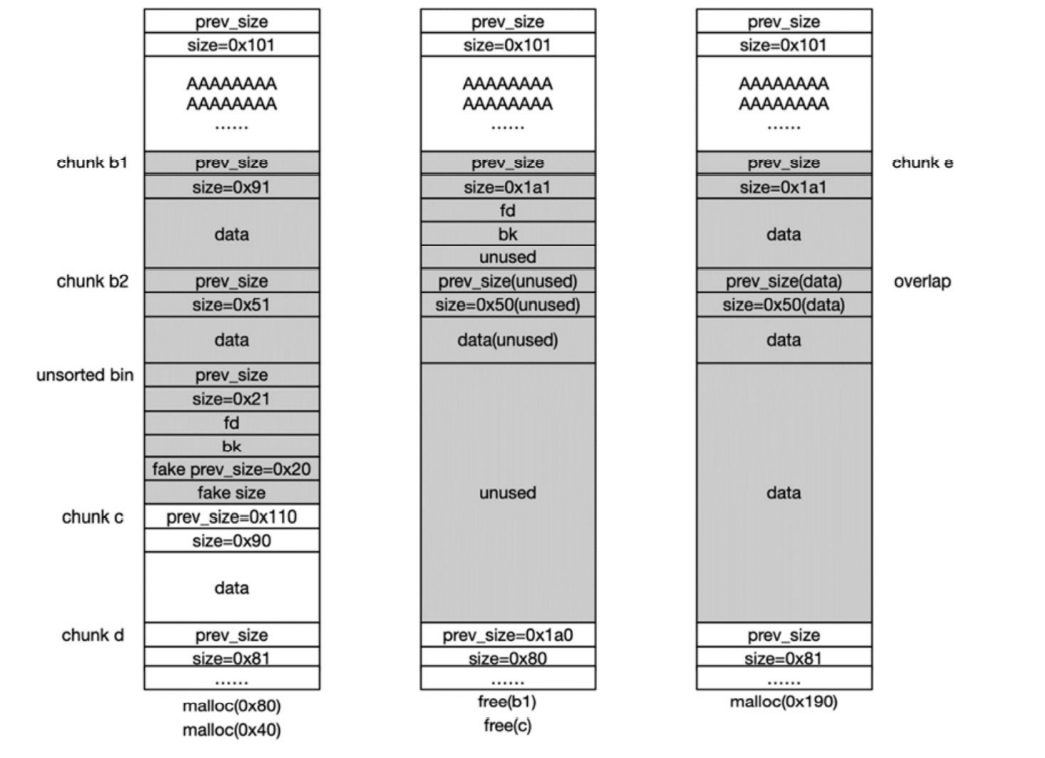 prev_size
size=0x101
AAAAAAAA
AAAAAAAA
......
chunk b1
prev_size
size=0x91
data
chunk b2
prev_size
size=0x51
data
unsorted bin
prev_size
size=0x21
fd
bk
fake prev_size=0x20
fake size
chunk c
prev_size=0x110
size=0x90
data
chunk d
prev_size
size=0x81
......
malloc(0x80)
malloc(0x40)
prev_size
size=0x101
AAAAAAAA
AAAAAAAA
......
prev_size
size=0x1a1
fd
bk
unused
prev_size(unused)
size=0x50(unused)
data(unused)
unused
prev_size=0x1a0
size=0x80
......
free(b1)
free(c)
prev_size
size=0x101
AAAAAAAA
AAAAAAAA
......
prev_size
chunk e
size=0x1a1
data
prev_size(data)
overlap
size=0x50(data)
data
data
prev_size
size=0x81
......
malloc(0x190)